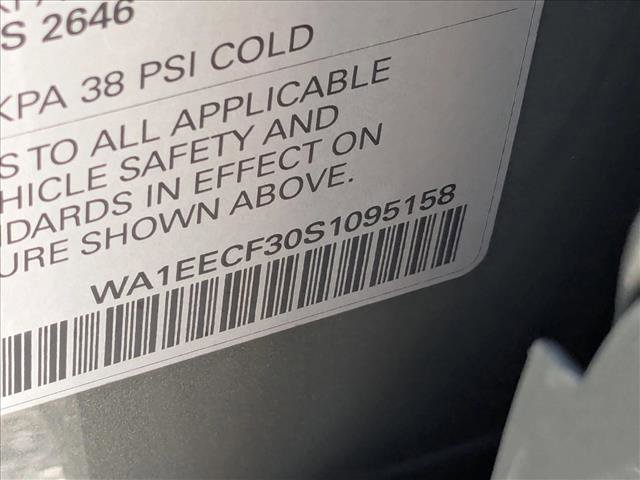 S 2646
KPA 38 PSI COLD
S TO ALL APPLICABLE
HICLE SAFETY AND
DARDS IN EFFECT ON
URE SHOWN ABOVE.
WA1EECF30S1095158